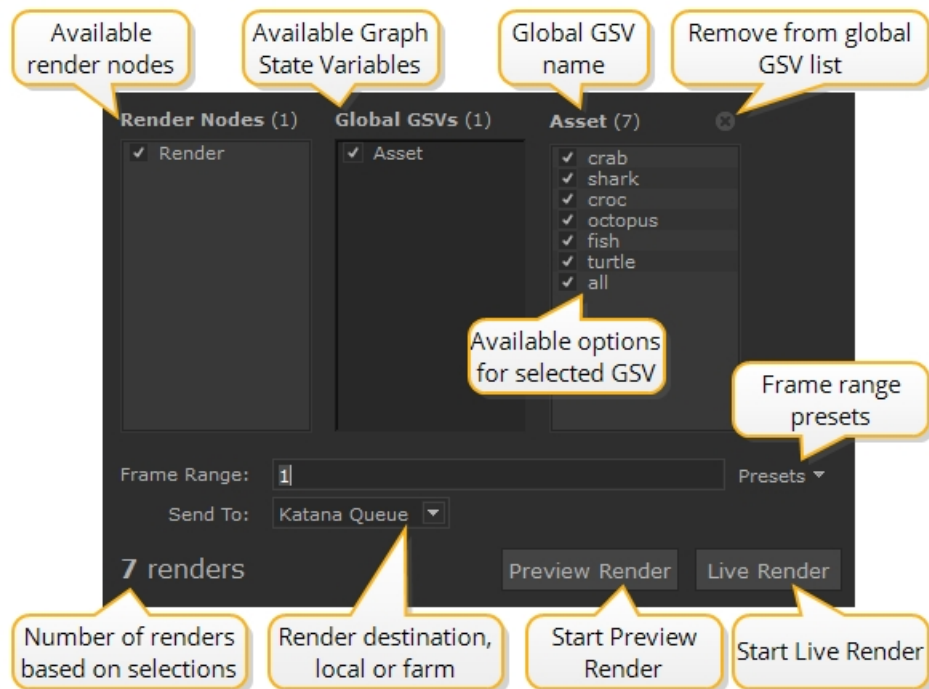 Available
render nodes
Available Graph
State Variables
Global GSV
name
Remove from global
GSV list
Render Nodes (1)
Global GSVs (1)
Asset (7)
Render
Asset
crab
shark
croc
octopus
fish
turtle
all
Available options
for selected GSV
Frame range
presets
Frame Range:
1
Presets
Send To:
Katana Queue
7 renders
Preview Render
Live Render
Number of renders
based on selections
Render destination,
local or farm
Start Preview
Render
Start Live Render